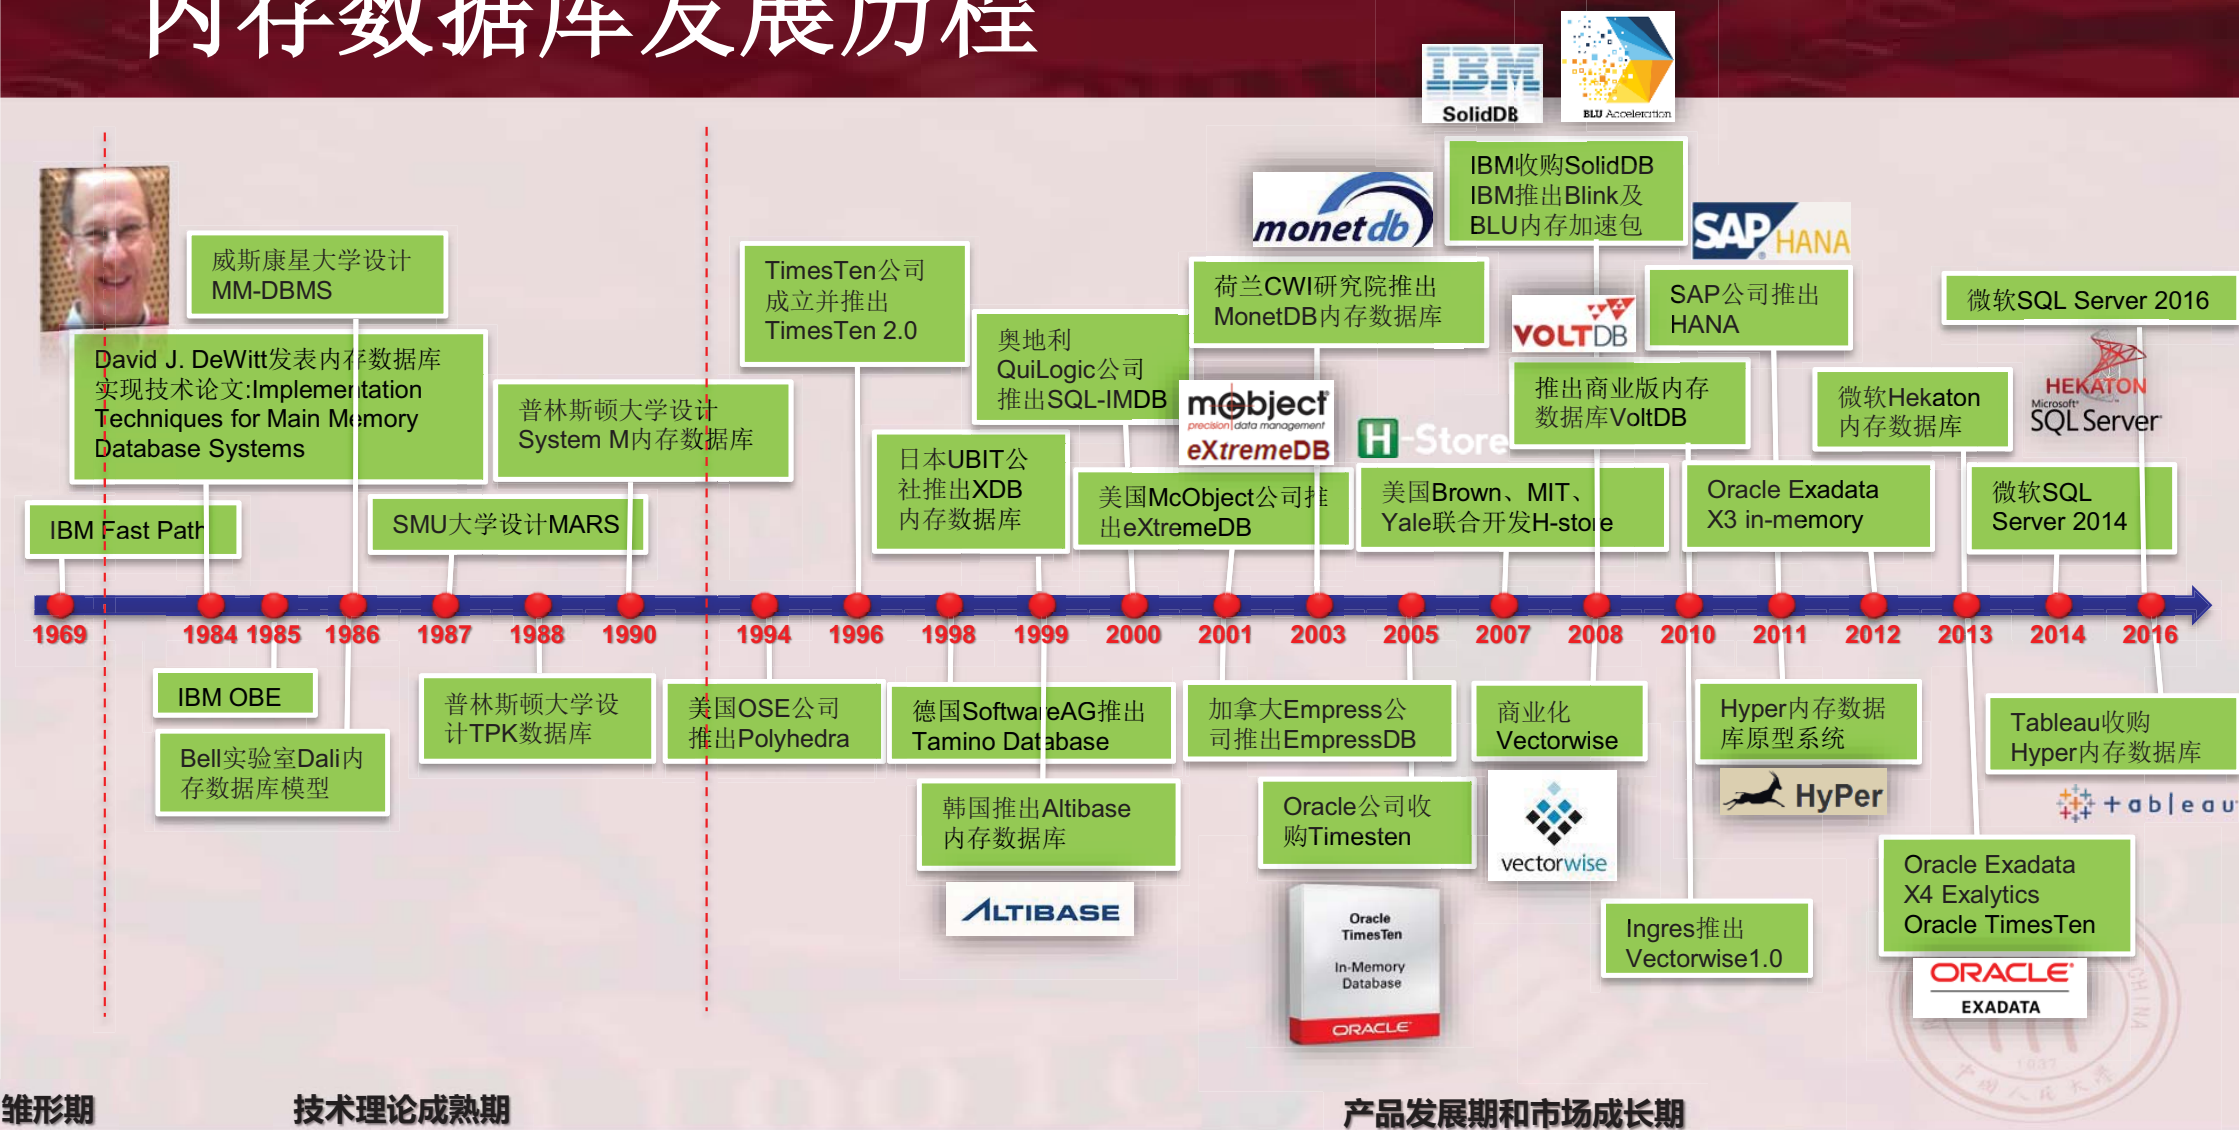 内存数据库发展历程
IBM
SolidDB
BLU Acceleration
IBM收购SolidDB
IBM推出Blink及
BLU内存加速包
monetdb
SAP HANA
威斯康星大学设计
MM-DBMS
TimesTen公司
成立并推出
TimesTen 2.0
荷兰CWI研究院推出
MonetDB内存数据库
SAP公司推出
HANA
微软SQL Server 2016
David J. DeWitt发表内存数据库
实现技术论文:Implementation
Techniques for Main Memory
Database Systems
奥地利
QuiLogic公司
推出SQL-IMDB
VOLTDB
HEKATON
Microsoft
SQL Server
普林斯顿大学设计
System M内存数据库
mcobject
precision data management
eXtremeDB
推出商业版内存
数据库VoltDB
微软Hekaton
内存数据库
H-Store
日本UBIT公
社推出XDB
内存数据库
IBM Fast Path
SMU大学设计MARS
美国McObject公司推
出eXtremeDB
美国Brown、MIT、
Yale联合开发H-store
Oracle Exadata
X3 in-memory
微软SQL
Server 2014
1969 1984 1985 1986 1987 1988 1990 1994 1996 1998 1999 2000 2001 2003 2005 2007 2008 2010 2011 2012 2013 2014 2016
IBM OBE
Bell实验室Dali内
存数据库模型
普林斯顿大学设
计TPK数据库
美国OSE公司
推出Polyhedra
德国SoftwareAG推出
Tamino Database
加拿大Empress公
司推出EmpressDB
商业化
Vectorwise
Hyper内存数据
库原型系统
Tableau收购
Hyper内存数据库
韩国推出Altibase
内存数据库
Oracle公司收
购Timesten
vectorwise
HyPer
tableau
ALTIBASE
Oracle
TimesTen
In-Memory
Database
ORACLE
Ingres推出
Vectorwise1.0
Oracle Exadata
X4 Exalytics
Oracle TimesTen
ORACLE
EXADATA
CHINA
1937
中国人民大学
雏形期
技术理论成熟期
产品发展期和市场成长期